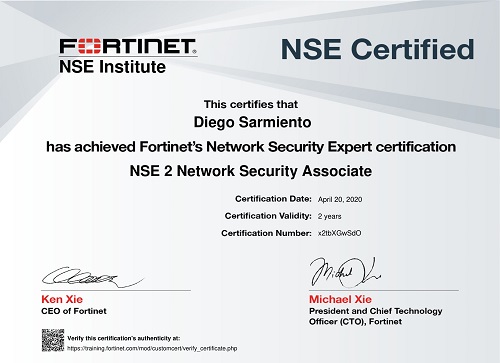 FORTINET®
NSE Institute
NSE Certified
This certifies that
Diego Sarmiento
has achieved Fortinet's Network Security Expert certification
NSE 2 Network Security Associate
Certification Date: April 20, 2020
Certification Validity: 2 years
Certification Number: x2tbXGwSdO
Ken Xie
CEO of Fortinet
Michael Xie
President and Chief Technology
Officer (CTO), Fortinet
Verify this certification's authenticity at:
https://training.fortinet.com/mod/customcert/verify_certificate.php